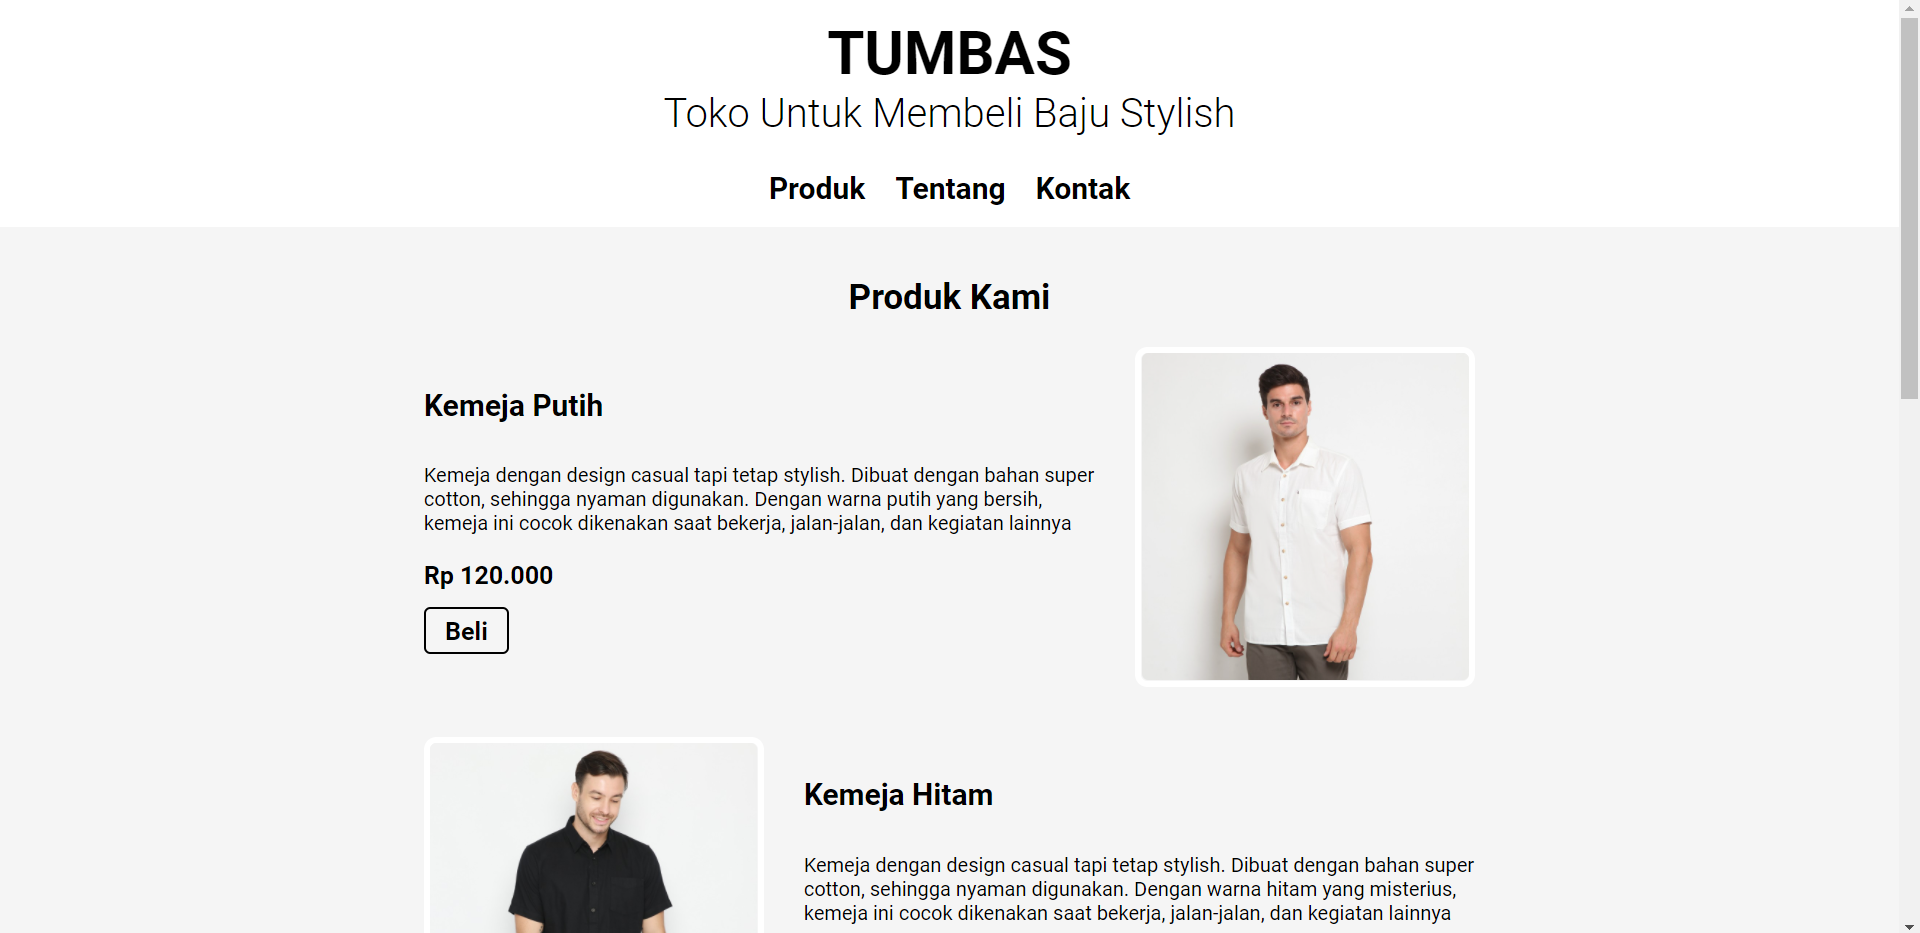 TUMBAS
Toko Untuk Membeli Baju Stylish
Produk Tentang Kontak
Produk Kami
Kemeja Putih
Kemeja dengan design casual tapi tetap stylish. Dibuat dengan bahan super
cotton, sehingga nyaman digunakan. Dengan warna putih yang bersih,
kemeja ini cocok dikenakan saat bekerja, jalan-jalan, dan kegiatan lainnya
Rp 120.000
Beli
Kemeja Hitam
Kemeja dengan design casual tapi tetap stylish. Dibuat dengan bahan super
cotton, sehingga nyaman digunakan. Dengan warna hitam yang misterius,
kemeja ini cocok dikenakan saat bekerja, jalan-jalan, dan kegiatan lainnya